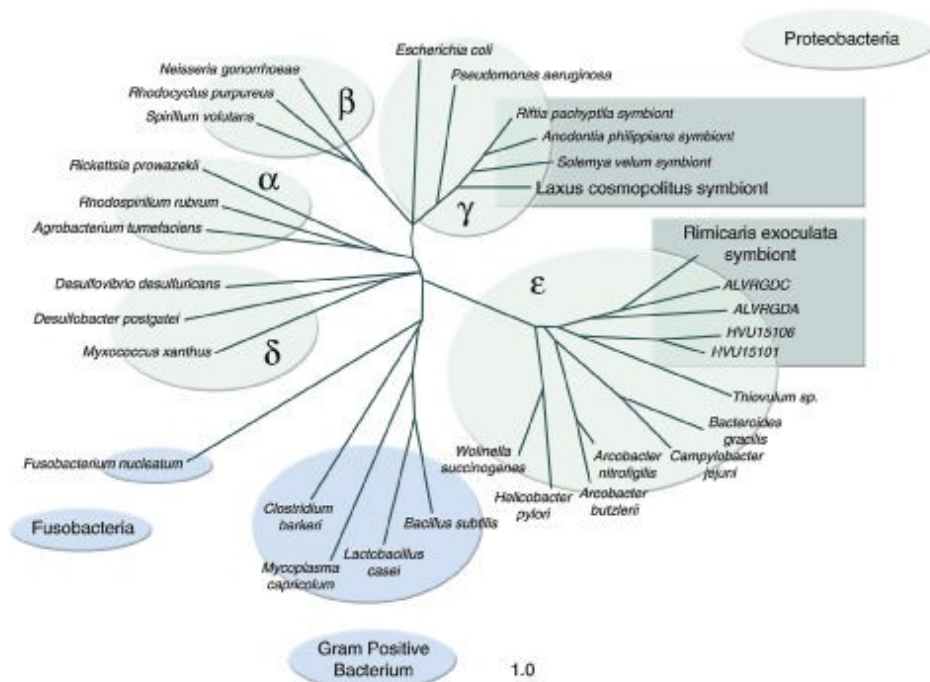 Escherichia coli
Proteobacteria
Neisseria gonorrhoeae
Pseudomonas aeruginosa
Rhodocyclus purpureus
β
Spirillum volutans
Riftia pachyptila symbiont
Anodontia philippiana symbiont
Solemya velum symbiont
Laxus cosmopolitus symbiont
γ
Rickettsia prowazekii
α
Rhodospirillum rubrum
Agrobacterium tumefaciens
Rimicaris exoculata
symbiont
ε
ALVRGDC
ALVRGDA
HVU15106
HVU15101
Desulfovibrio desulfuricans
Desulfobacter postgatei
Myxococcus xanthus
δ
Thiovulum sp.
Bacteroides
gracilis
Campylobacter
jejuni
Arcobacter
nitrofigilis
Arcobacter
butzlerii
Wolinella
succinogenes
Helicobacter
pylori
Fusobacterium nucleatum
Fusobacteria
Clostridium
barkeri
Bacillus subtilis
Lactobacillus
casei
Mycoplasma
capricolum
Gram Positive
Bacterium
1.0